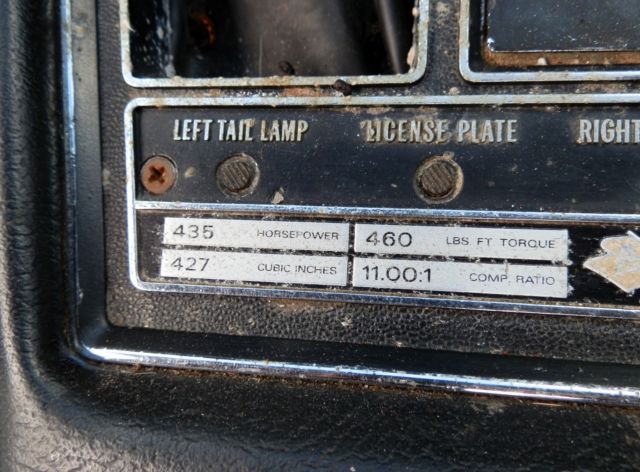 LEFT TAIL LAMP LICENSE PLATE RIGHT
435 HORSEPOWER 460 LBS. FT TORQUE
427 CUBIC INCHES 11.00:1 COMP. RATIO